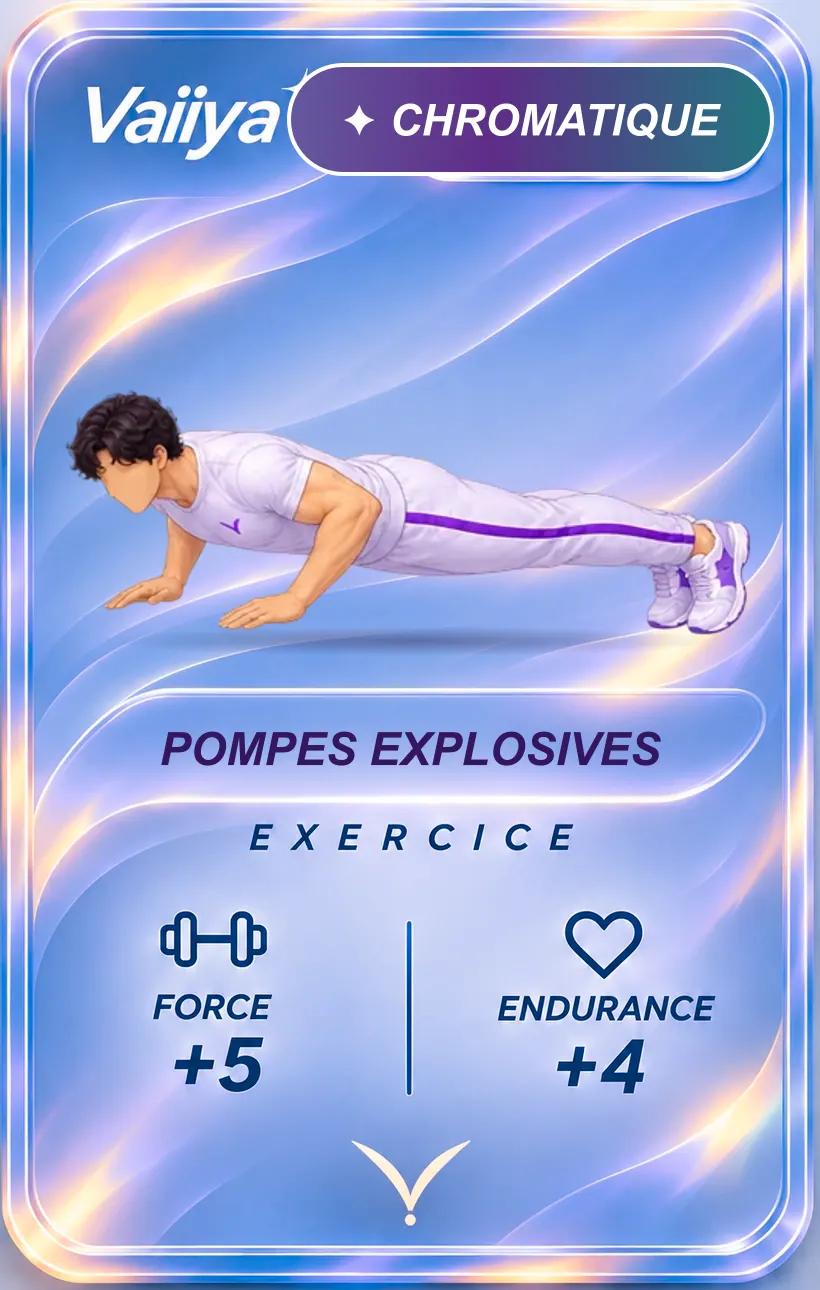 Vaiiya
✦ CHROMATIQUE
POMPES EXPLOSIVES
EXERCICE
FORCE
+5
ENDURANCE
+4